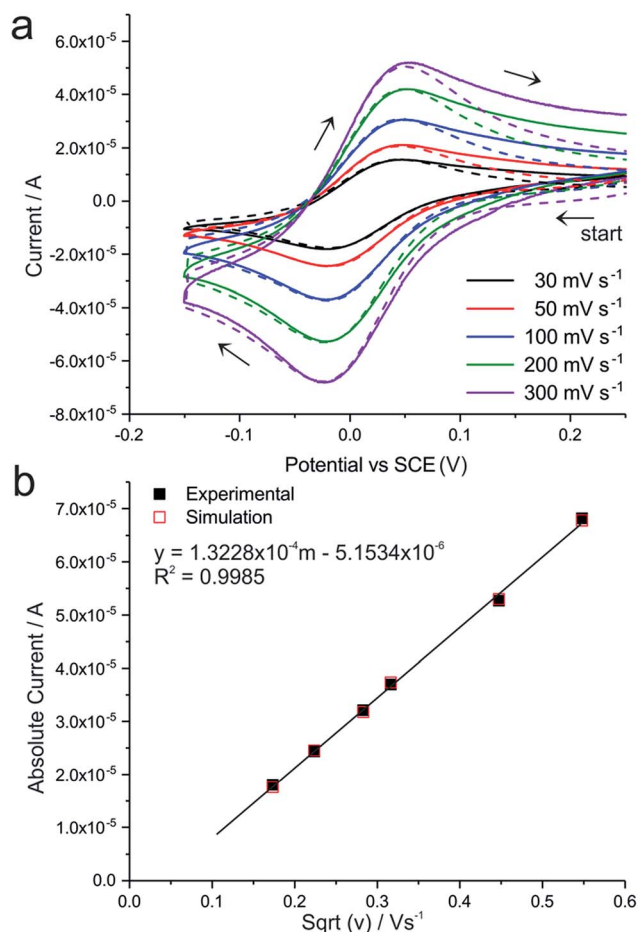 a
6.0x10⁻⁵
4.0x10⁻⁵
2.0x10⁻⁵
0.0
-2.0x10⁻⁵
-4.0x10⁻⁵
-6.0x10⁻⁵
-8.0x10⁻⁵
Current / A
start
30 mV s⁻¹
50 mV s⁻¹
100 mV s⁻¹
200 mV s⁻¹
300 mV s⁻¹
-0.2 -0.1 0.0 0.1 0.2
Potential vs SCE (V)
b
Experimental
Simulation
y = 1.3228x10⁻⁴m - 5.1534x10⁻⁶
R² = 0.9985
7.0x10⁻⁵
6.0x10⁻⁵
5.0x10⁻⁵
4.0x10⁻⁵
3.0x10⁻⁵
2.0x10⁻⁵
1.0x10⁻⁵
0.0
Absolute Current / A
0.0 0.1 0.2 0.3 0.4 0.5 0.6
Sqrt (v) / Vs⁻¹